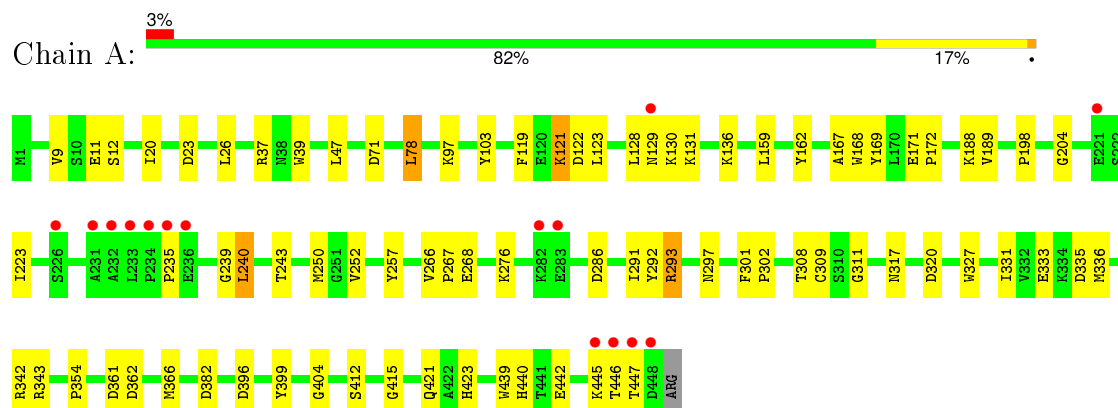 3%
Chain A:
82% 17% •
M1 V9 S10 E11 S12 I20 D23 L26 R37 N38 W39 L47 D71 L78 K97 Y103 F119 E120 K121 D122 L123 L128 N129 K130 K131 K136 L159 Y162 A167 W168 Y169 L170 E171 P172 K188 V189 P198 G204 E221 S222
I223 S226 A231 A232 L233 P234 P235 E236 G239 L240 T243 M250 G251 V252 Y257 V266 P267 E268 K276 K282 E283 D286 I291 Y292 R293 N297 F301 P302 T308 C309 S310 G311 N317 D320 W327 I331 V332 E333 K334 D335 M336
R342 R343 P354 D361 D362 M366 D382 D396 Y399 G404 S412 G415 Q421 A422 H423 W439 H440 T441 E442 K445 T446 T447 D448 ARG